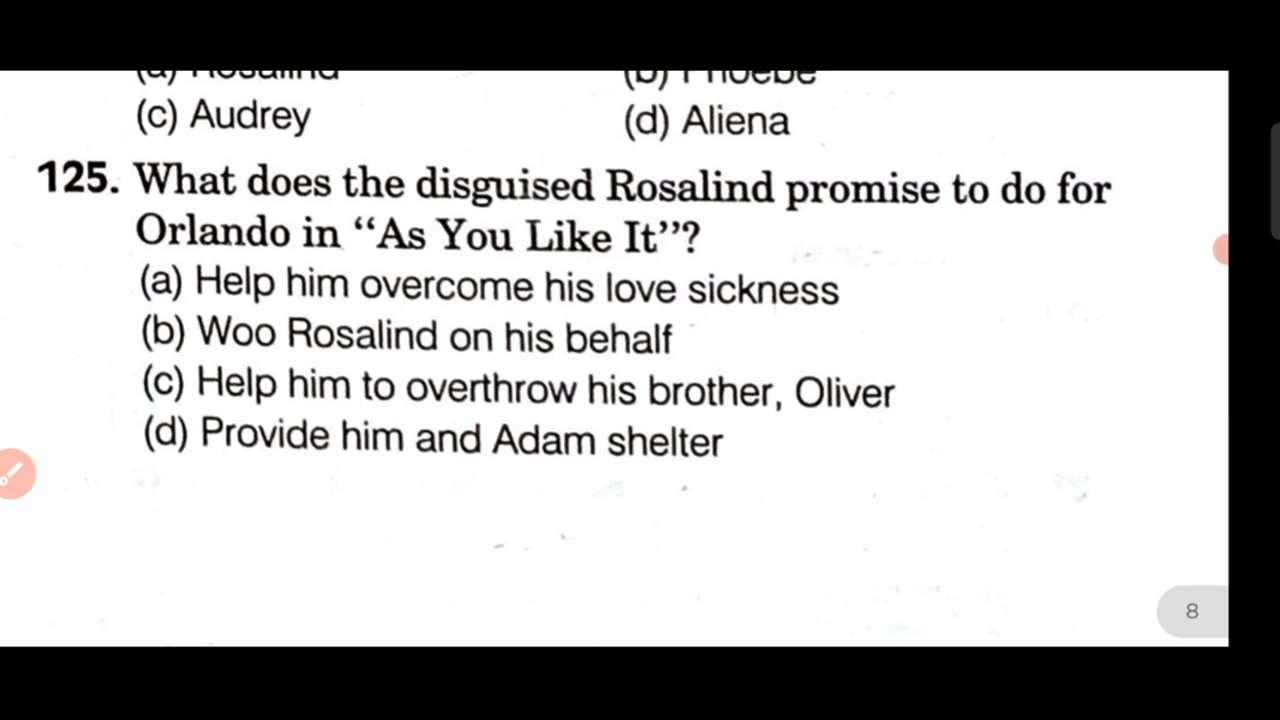 (a) Rosalind (b) Phoebe
(c) Audrey (d) Aliena
125. What does the disguised Rosalind promise to do for
Orlando in “As You Like It”?
(a) Help him overcome his love sickness
(b) Woo Rosalind on his behalf
(c) Help him to overthrow his brother, Oliver
(d) Provide him and Adam shelter
8